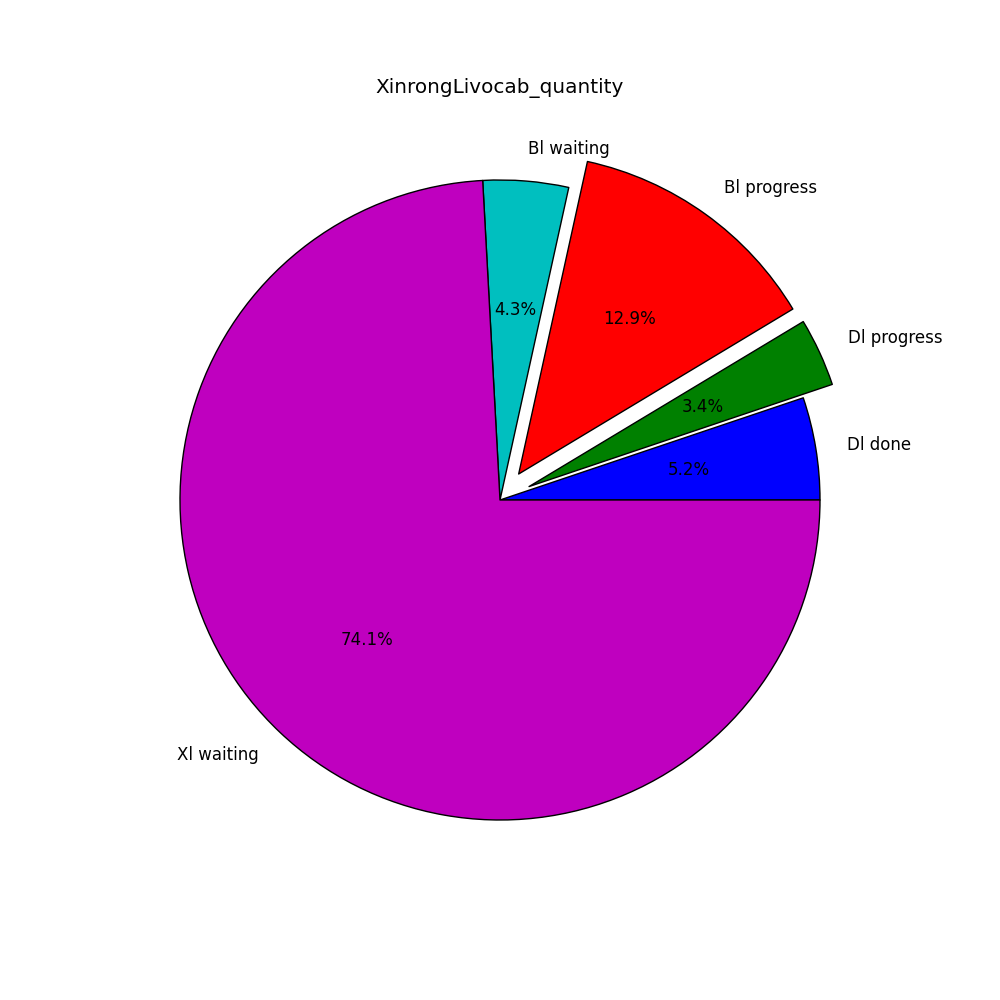 XinrongLivocab_quantity
Bl waiting
Bl progress
4.3%
12.9%
Dl progress
3.4%
Dl done
5.2%
74.1%
Xl waiting